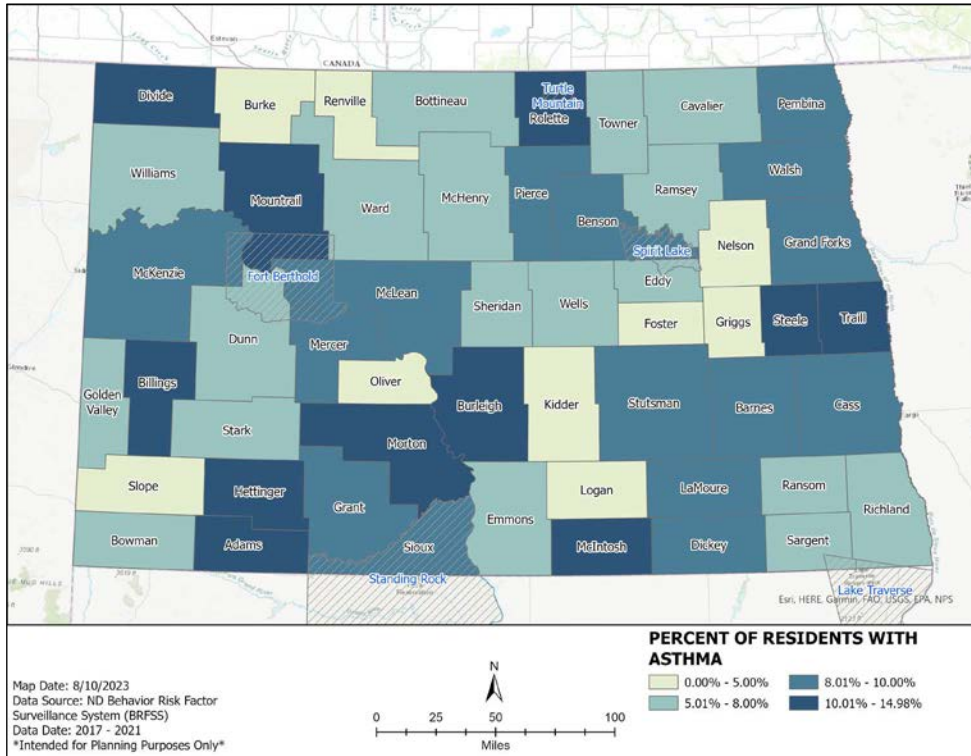 Estevan
CANADA
Divide
Burke
Renville
Bottineau
Turtle
Mountain
Rolette
Towner
Cavalier
Pembina
Williams
Mountrail
Ward
McHenry
Pierce
Benson
Ramsey
Walsh
Nelson
Grand Forks
Spirit Lake
McKenzie
Fort Berthold
McLean
Sheridan
Wells
Eddy
Foster
Griggs
Steele
Traill
Dunn
Mercer
Oliver
Burleigh
Kidder
Stutsman
Barnes
Cass
Golden
Valley
Billings
Stark
Morton
Slope
Hettinger
Grant
Emmons
Logan
LaMoure
Ransom
Richland
Bowman
Adams
Sioux
McIntosh
Dickey
Sargent
Standing Rock
Lake Traverse
Esri, HERE, Garmin, FAO, USGS, EPA, NPS
PERCENT OF RESIDENTS WITH
ASTHMA
0.00% - 5.00%
8.01% - 10.00%
5.01% - 8.00%
10.01% - 14.98%
N
0 50 100
Miles
Map Date: 8/10/2023
Data Source: ND Behavior Risk Factor
Surveillance System (BRFSS)
Data Date: 2017 - 2021
*Intended for Planning Purposes Only*